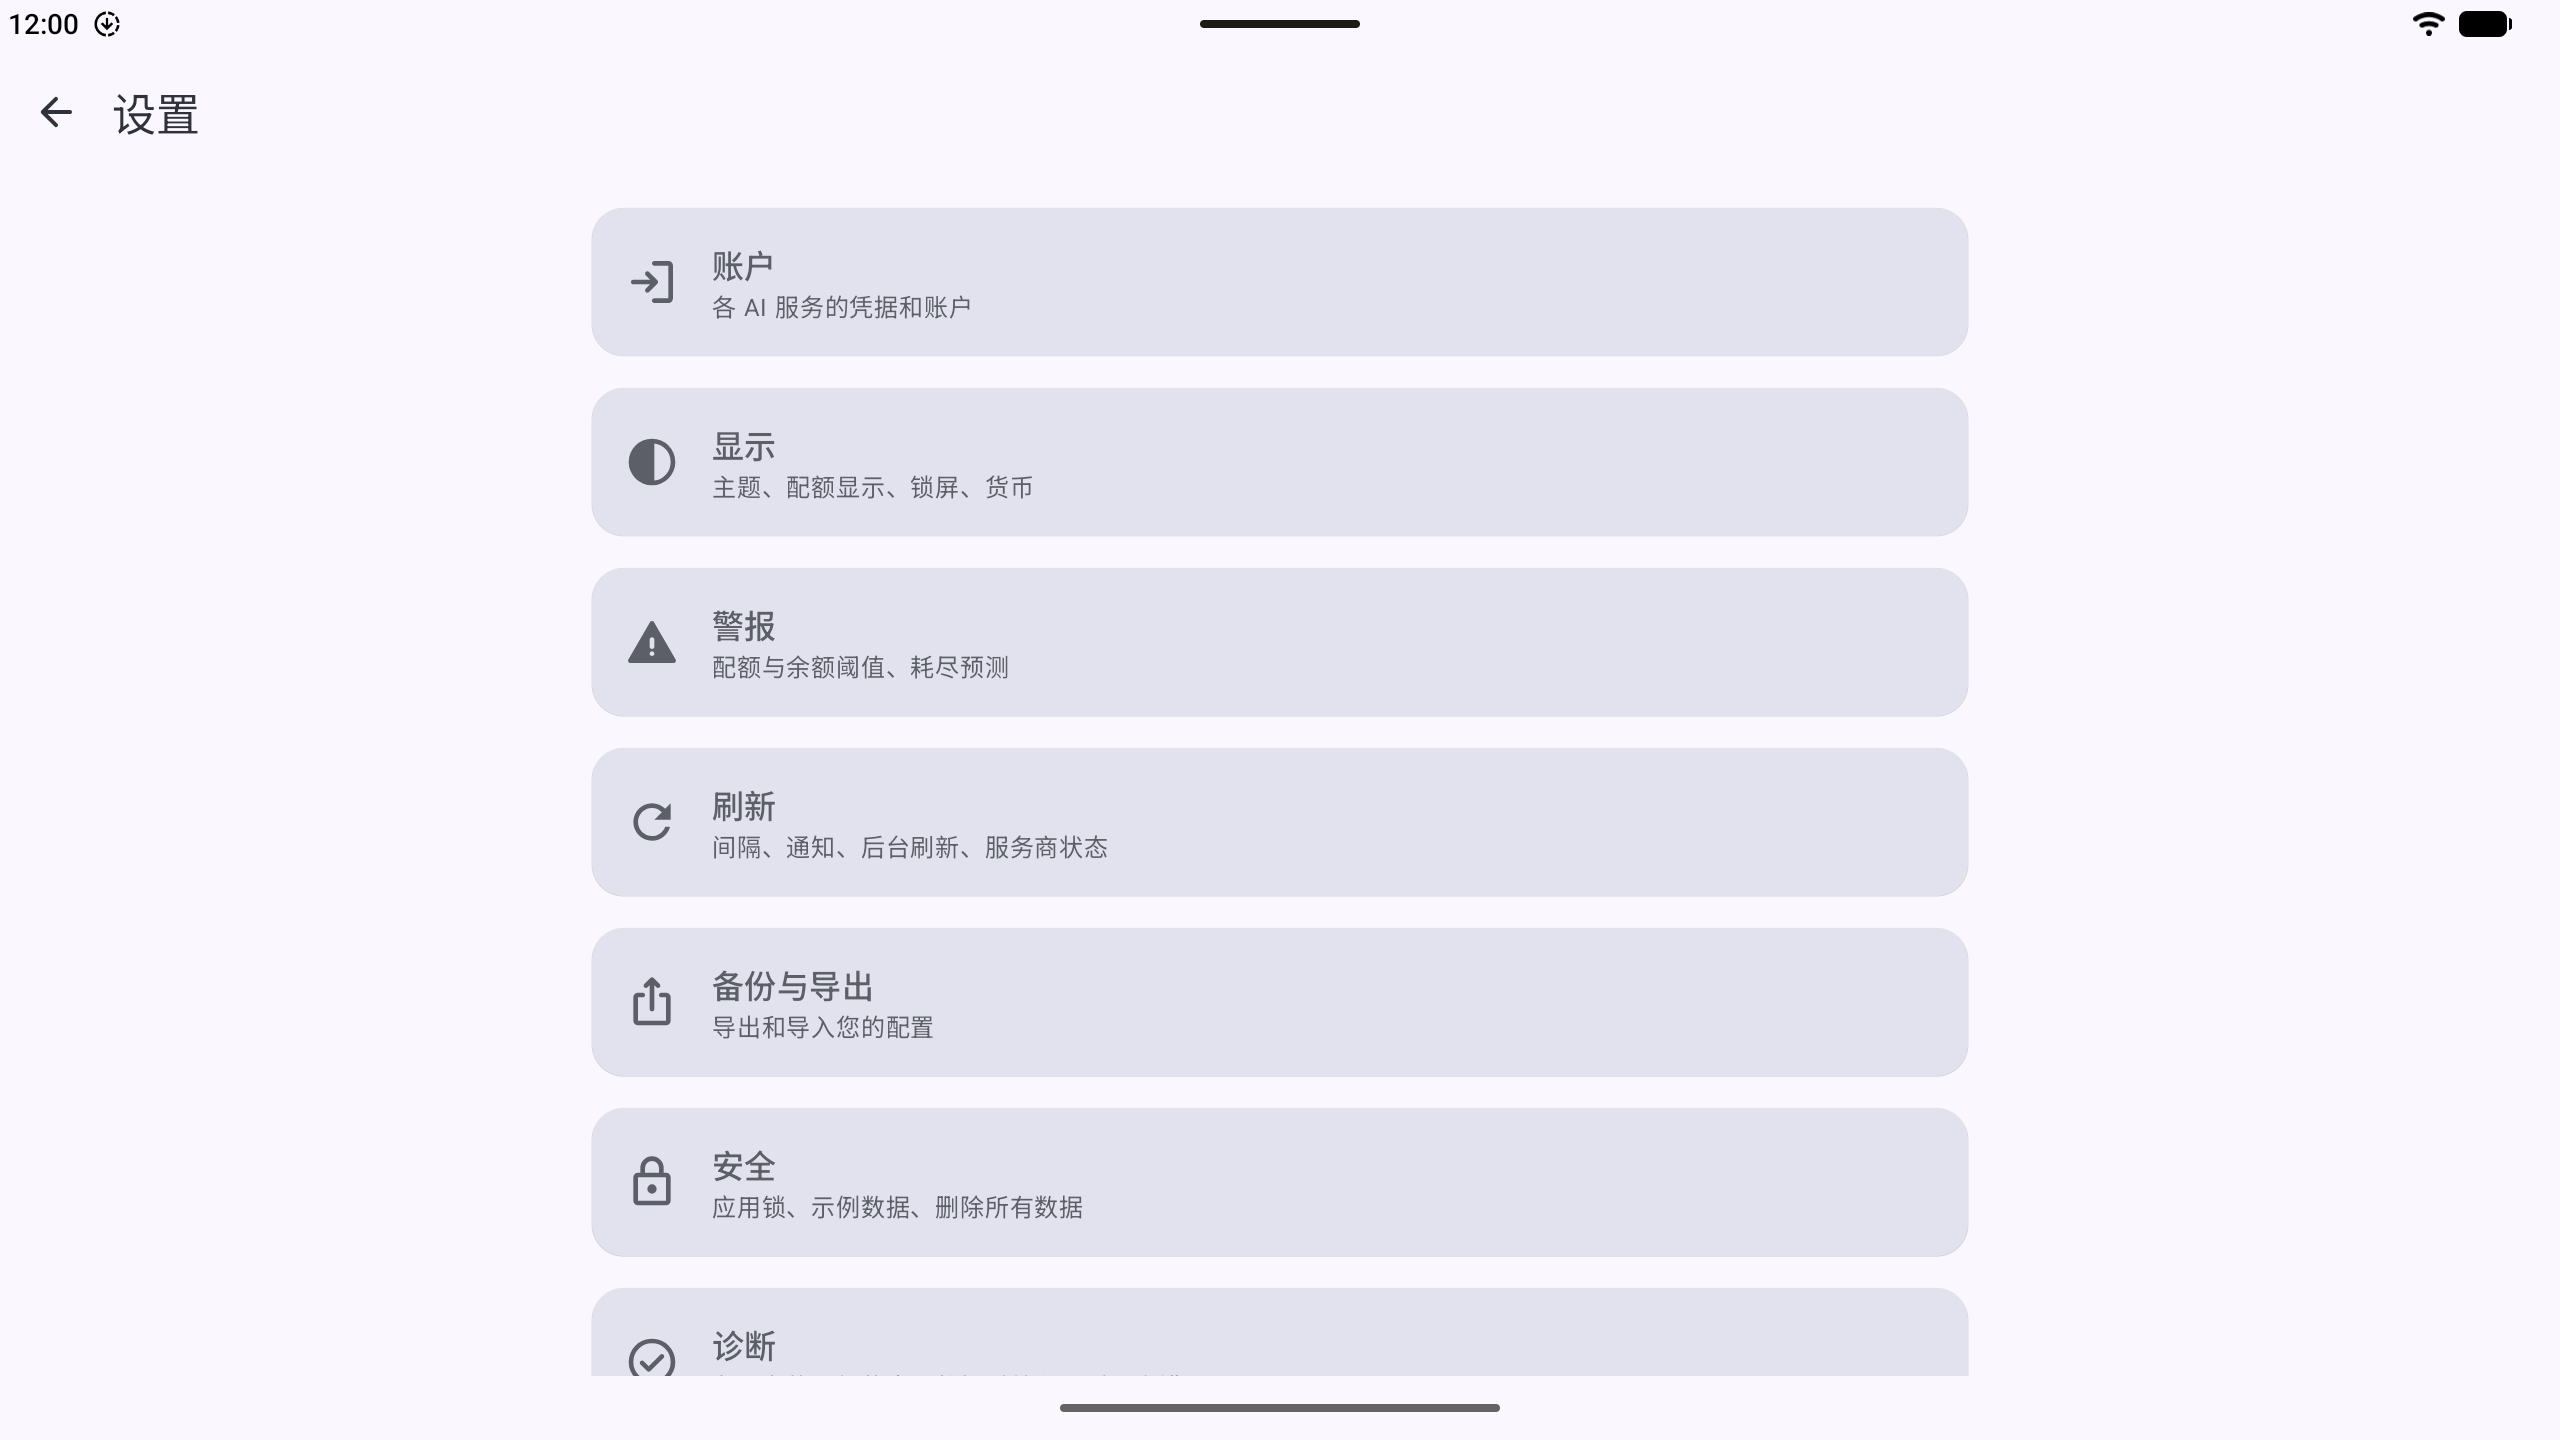 12:00
设置
账户
各 AI 服务的凭据和账户
显示
主题、配额显示、锁屏、货币
警报
配额与余额阈值、耗尽预测
刷新
间隔、通知、后台刷新、服务商状态
备份与导出
导出和导入您的配置
安全
应用锁、示例数据、删除所有数据
诊断